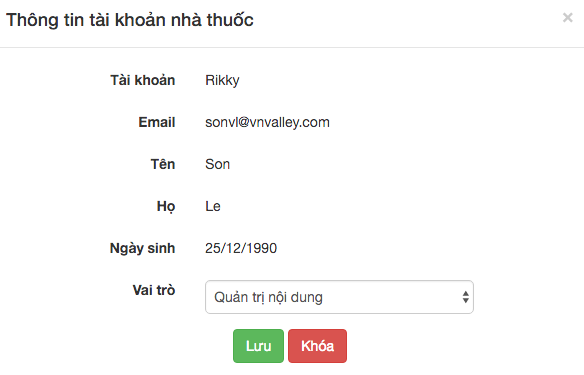 Thông tin tài khoản nhà thuốc ×
Tài khoản Rikky
Email sonvl@vnvalley.com
Tên Son
Họ Le
Ngày sinh 25/12/1990
Vai trò Quản trị nội dung
Lưu Khóa